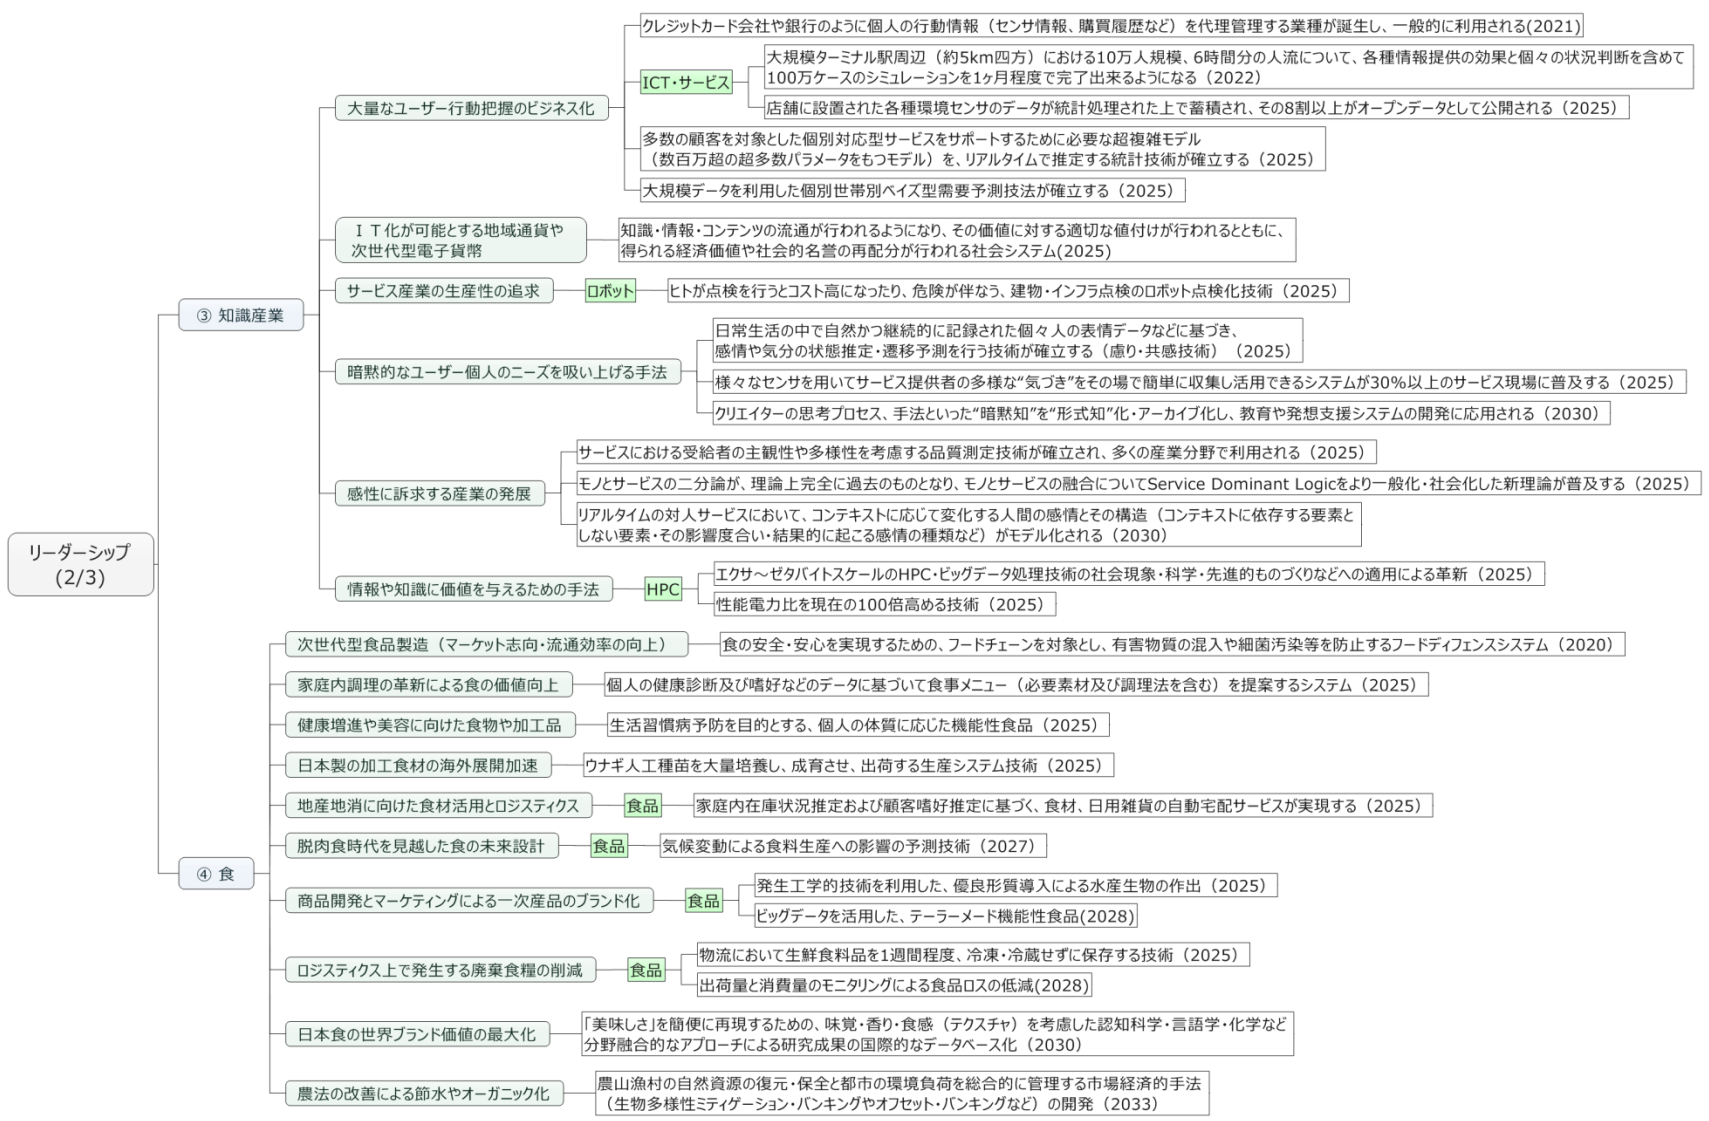 リーダーシップ
(2/3)
③ 知識産業
大量なユーザー行動把握のビジネス化
クレジットカード会社や銀行のように個人の行動情報（センサ情報、購買履歴など）を代理管理する業種が誕生し、一般的に利用される(2021)
ICT・サービス
大規模ターミナル駅周辺（約5km四方）における10万人規模、6時間分の人流について、各種情報提供の効果と個々の状況判断を含めて
100万ケースのシミュレーションを1ヶ月程度で完了出来るようになる（2022）
店舗に設置された各種環境センサのデータが統計処理された上で蓄積され、その8割以上がオープンデータとして公開される（2025）
多数の顧客を対象とした個別対応型サービスをサポートするために必要な超複雑モデル
（数百万超の超多数パラメータをもつモデル）を、リアルタイムで推定する統計技術が確立する（2025）
大規模データを利用した個別世帯別ベイズ型需要予測技法が確立する（2025）
ＩＴ化が可能とする地域通貨や
次世代型電子貨幣
知識・情報・コンテンツの流通が行われるようになり、その価値に対する適切な値付けが行われるとともに、
得られる経済価値や社会的名誉の再配分が行われる社会システム(2025)
サービス産業の生産性の追求
ロボット
ヒトが点検を行うとコスト高になったり、危険が伴なう、建物・インフラ点検のロボット点検化技術（2025）
暗黙的なユーザー個人のニーズを吸い上げる手法
日常生活の中で自然かつ継続的に記録された個々人の表情データなどに基づき、
感情や気分の状態推定・遷移予測を行う技術が確立する（慮り・共感技術）（2025）
様々なセンサを用いてサービス提供者の多様な“気づき”をその場で簡単に収集し活用できるシステムが30%以上のサービス現場に普及する（2025）
クリエイターの思考プロセス、手法といった“暗黙知”を“形式知”化・アーカイブ化し、教育や発想支援システムの開発に応用される（2030）
感性に訴求する産業の発展
サービスにおける受給者の主観性や多様性を考慮する品質測定技術が確立され、多くの産業分野で利用される（2025）
モノとサービスの二分論が、理論上完全に過去のものとなり、モノとサービスの融合についてService Dominant Logicをより一般化・社会化した新理論が普及する（2025）
リアルタイムの対人サービスにおいて、コンテキストに応じて変化する人間の感情とその構造（コンテキストに依存する要素と
しない要素・その影響度合い・結果的に起こる感情の種類など）がモデル化される（2030）
情報や知識に価値を与えるための手法
HPC
エクサ～ゼタバイトスケールのHPC・ビッグデータ処理技術の社会現象・科学・先進的ものづくりなどへの適用による革新（2025）
性能電力比を現在の100倍高める技術（2025）
④ 食
次世代型食品製造（マーケット志向・流通効率の向上）
食の安全・安心を実現するための、フードチェーンを対象とし、有害物質の混入や細菌汚染等を防止するフードディフェンスシステム（2020）
家庭内調理の革新による食の価値向上
個人の健康診断及び嗜好などのデータに基づいて食事メニュー（必要素材及び調理法を含む）を提案するシステム（2025）
健康増進や美容に向けた食物や加工品
生活習慣病予防を目的とする、個人の体質に応じた機能性食品（2025）
日本製の加工食材の海外展開加速
ウナギ人工種苗を大量培養し、成育させ、出荷する生産システム技術（2025）
地産地消に向けた食材活用とロジスティクス
食品
家庭内在庫状況推定および顧客嗜好推定に基づく、食材、日用雑貨の自動宅配サービスが実現する（2025）
脱肉食時代を見越した食の未来設計
食品
気候変動による食料生産への影響の予測技術（2027）
商品開発とマーケティングによる一次産品のブランド化
食品
発生工学的技術を利用した、優良形質導入による水産生物の作出（2025）
ビッグデータを活用した、テーラーメード機能性食品(2028)
ロジスティクス上で発生する廃棄食糧の削減
食品
物流において生鮮食料品を1週間程度、冷凍・冷蔵せずに保存する技術（2025）
出荷量と消費量のモニタリングによる食品ロスの低減(2028)
日本食の世界ブランド価値の最大化
「美味しさ」を簡便に再現するための、味覚・香り・食感（テクスチャ）を考慮した認知科学・言語学・化学など
分野融合的なアプローチによる研究成果の国際的なデータベース化（2030）
農法の改善による節水やオーガニック化
農山漁村の自然資源の復元・保全と都市の環境負荷を総合的に管理する市場経済的手法
（生物多様性ミティゲーション・バンキングやオフセット・バンキングなど）の開発（2033）